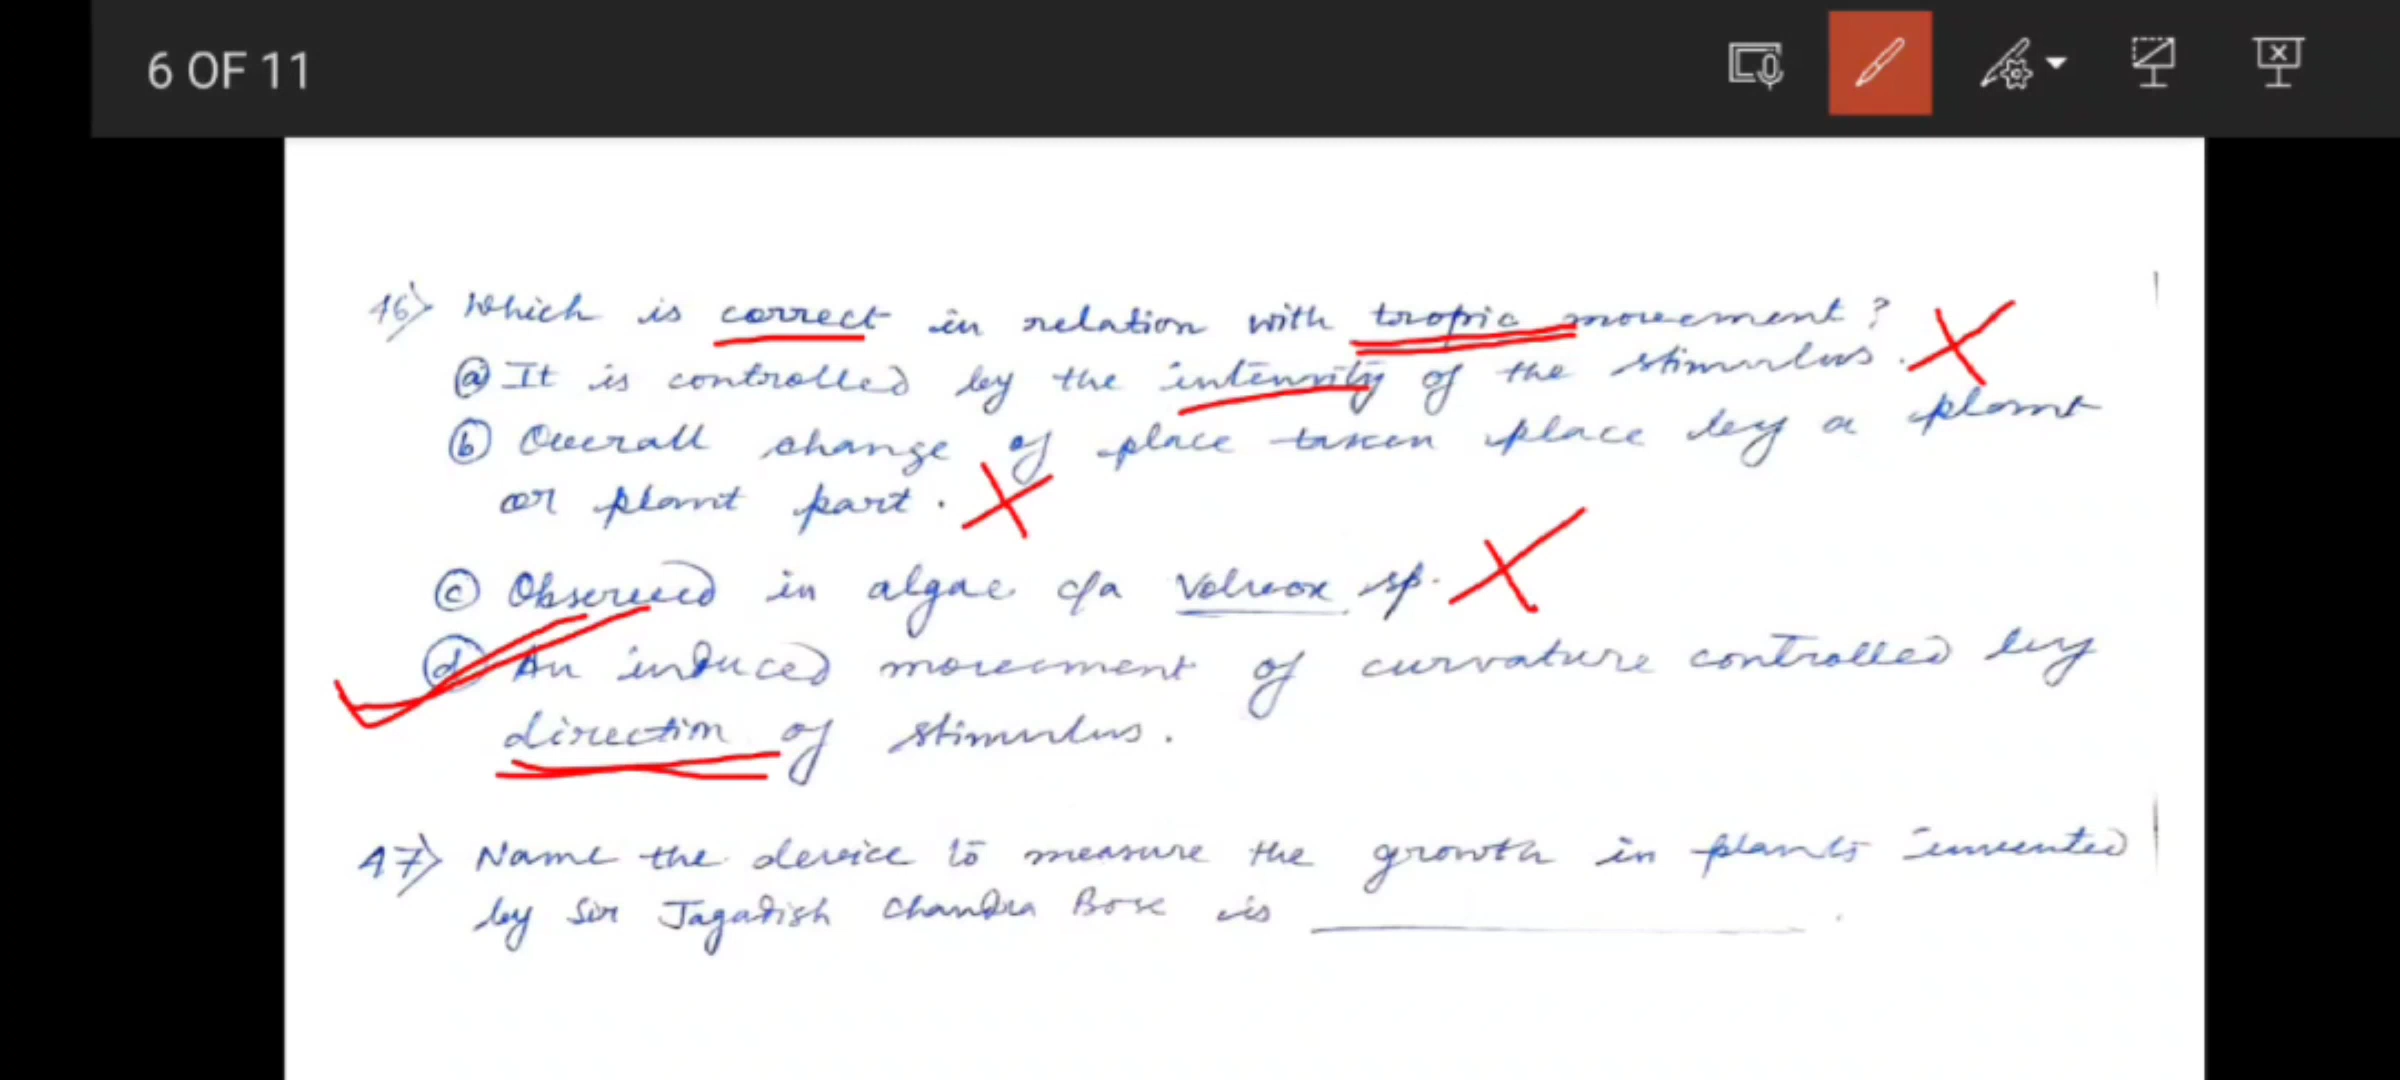 6 OF 11
46) Which is correct in relation with tropic movement?
(a) It is controlled by the intensity of the stimulus.
(b) Overall change of place taken place by a plant
or plant part.
(c) Observed in algae c/a Volvox sp.
(d) An induced movement of curvature controlled by
direction of stimulus.
47) Name the device to measure the growth in plants invented
by Sir Jagadish Chandra Bose is ____________.